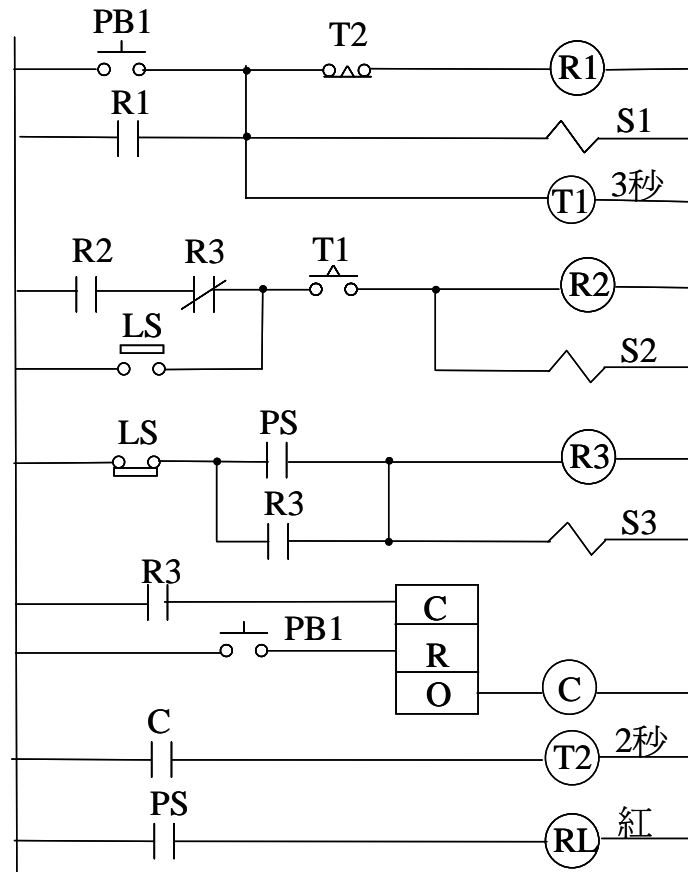 PB1
T2
R1
R1
S1
T1
3秒
R2
R3
T1
R2
LS
S2
LS
PS
R3
R3
S3
R3
C
PB1
R
O
C
C
T2
2秒
PS
RL
紅